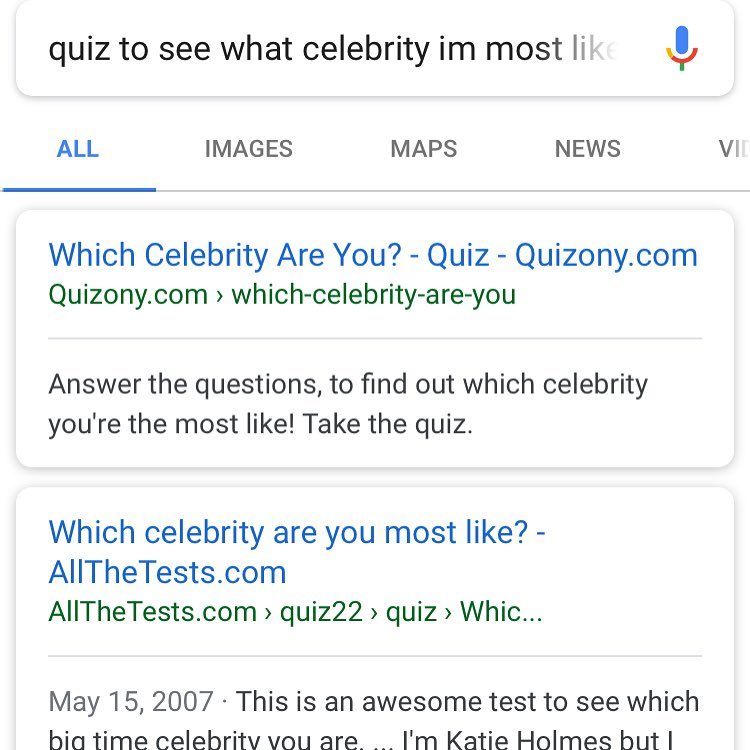 quiz to see what celebrity im most like
ALL IMAGES MAPS NEWS
Which Celebrity Are You? - Quiz - Quizony.com
Quizony.com › which-celebrity-are-you
Answer the questions, to find out which celebrity
you're the most like! Take the quiz.
Which celebrity are you most like? -
AllTheTests.com
AllTheTests.com › quiz22 › quiz › Whic...
May 15, 2007 · This is an awesome test to see which
big time celebrity you are. ... I'm Katie Holmes but I